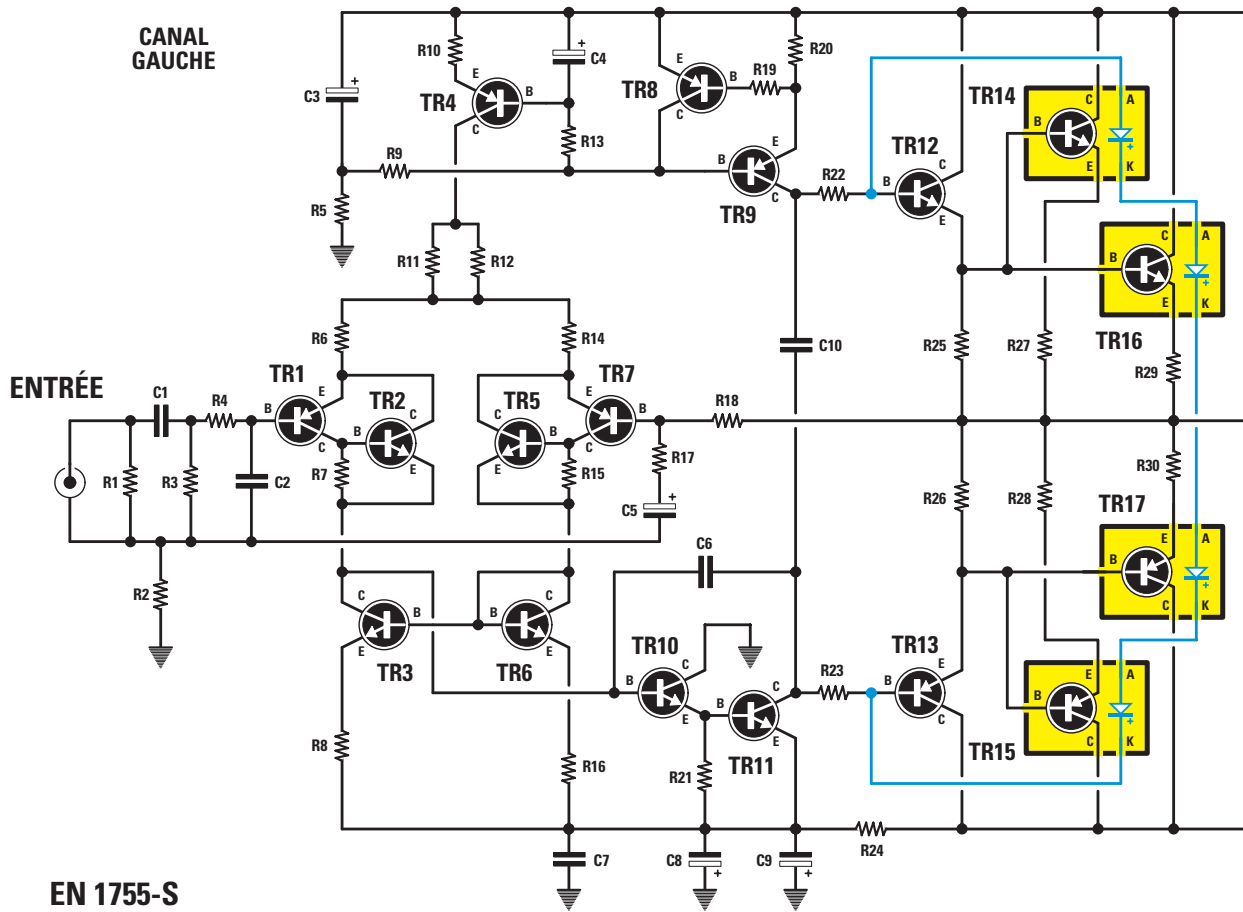 CANAL
GAUCHE
R10
E
B
C
TR4
+
C4
R13
+
C3
R9
R5
E
B
C
TR8
R19
R20
E
B
C
TR9
R22
TR12
B
C
E
TR14
C
A
B
E
K
+
C
A
B
E
K
+
TR16
R11
R12
R6
R14
C10
R25
R27
R29
ENTRÉE
C1
R4
TR1
B
E
C
TR2
C
B
E
TR5
C
B
E
TR7
E
B
C
R18
R1
R3
C2
R7
R15
R17
+
C5
R26
R28
R30
TR17
E
A
B
C
K
+
R2
C6
C
B
E
TR3
C
B
E
TR6
TR10
C
B
E
C
B
E
TR11
R23
TR13
E
B
C
E
A
B
C
K
+
TR15
R8
R16
R21
R24
C7
C8
+
C9
+
EN 1755-S